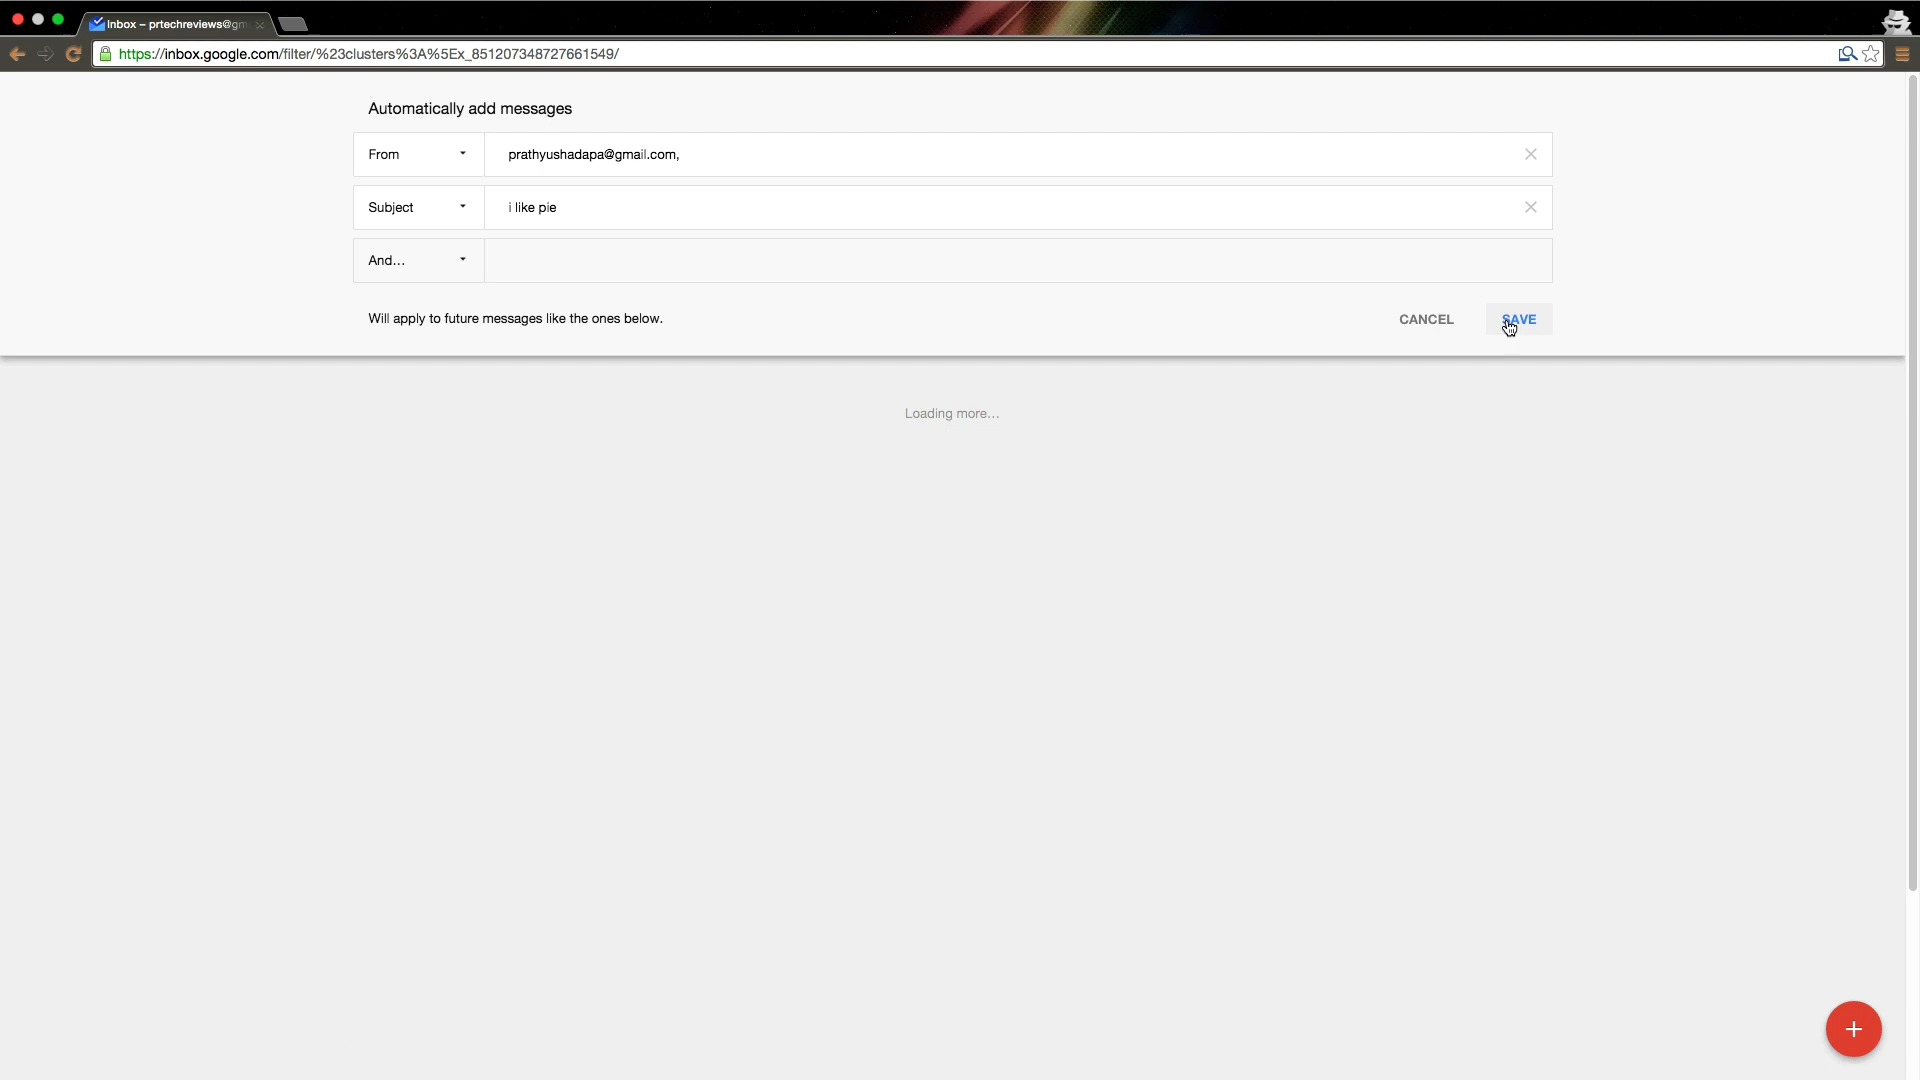 Inbox – prtechreviews@gm
https://inbox.google.com/filter/%23clusters%3A%5Ex_851207348727661549/
Automatically add messages
From prathyushadapa@gmail.com,
Subject i like pie
And...
Will apply to future messages like the ones below. CANCEL SAVE
Loading more...